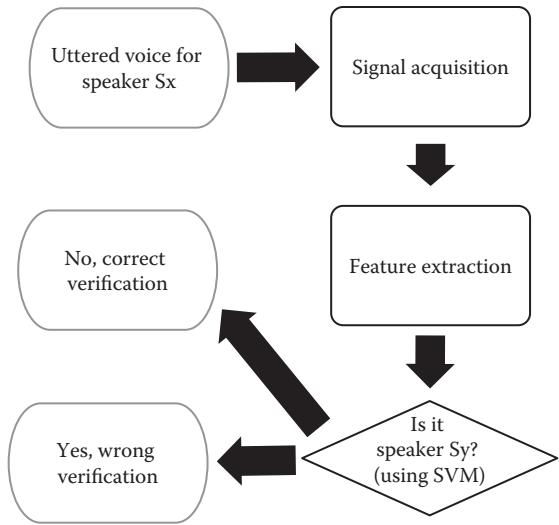 Uttered voice for
speaker Sx
Signal acquisition
Feature extraction
Is it
speaker Sy?
(using SVM)
No, correct
verification
Yes, wrong
verification